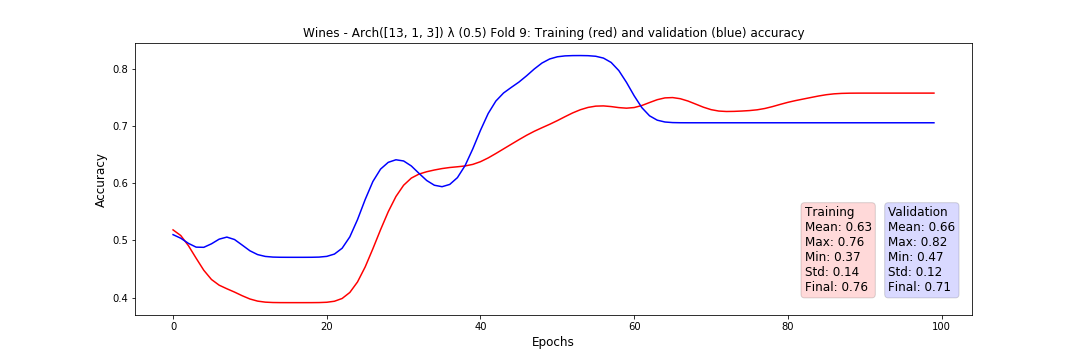 Wines - Arch([13, 1, 3]) λ (0.5) Fold 9: Training (red) and validation (blue) accuracy
Accuracy
0.8
0.7
0.6
0.5
0.4
Training
Mean: 0.63
Max: 0.76
Min: 0.37
Std: 0.14
Final: 0.76
Validation
Mean: 0.66
Max: 0.82
Min: 0.47
Std: 0.12
Final: 0.71
0 20 40 60 80 100
Epochs